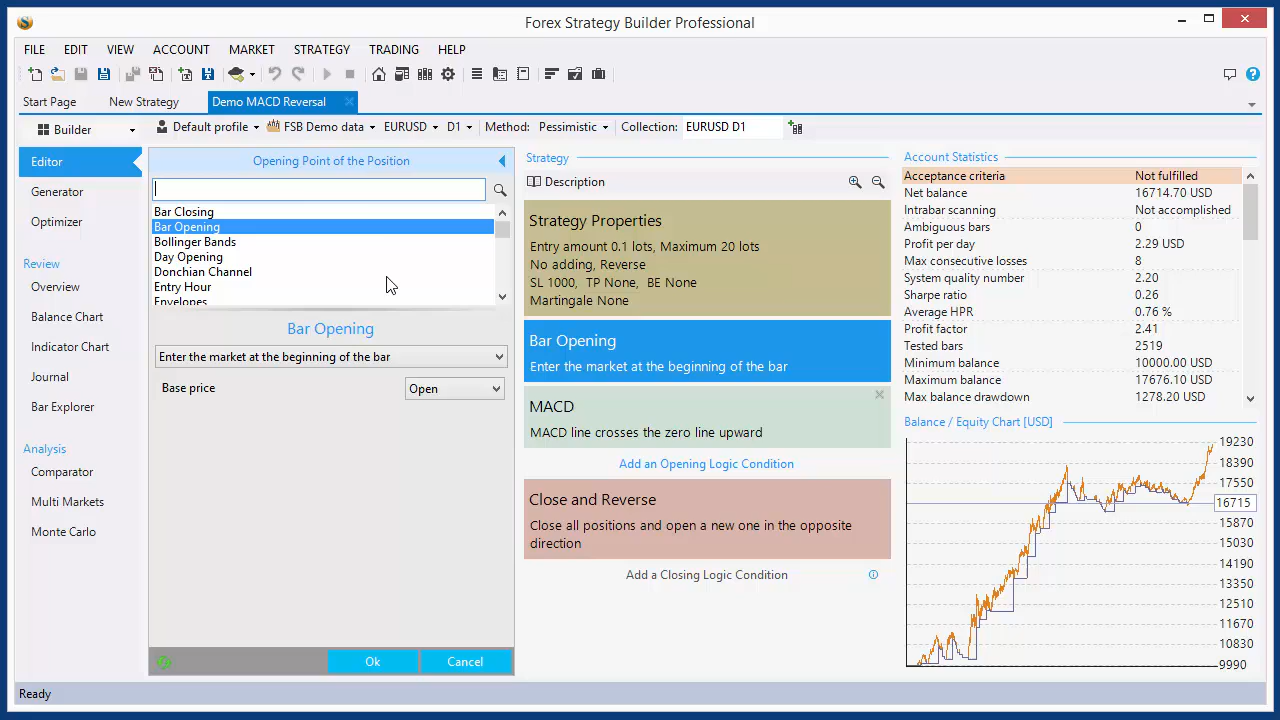 Forex Strategy Builder Professional
FILE EDIT VIEW ACCOUNT MARKET STRATEGY TRADING HELP
Start Page New Strategy Demo MACD Reversal
Builder Default profile FSB Demo data EURUSD D1 Method: Pessimistic Collection: EURUSD D1
Editor
Generator
Optimizer
Review
Overview
Balance Chart
Indicator Chart
Journal
Bar Explorer
Analysis
Comparator
Multi Markets
Monte Carlo
Opening Point of the Position
Bar Closing
Bar Opening
Bollinger Bands
Day Opening
Donchian Channel
Entry Hour
Envelopes
Bar Opening
Enter the market at the beginning of the bar
Base price Open
Ok Cancel
Strategy
Description
Strategy Properties
Entry amount 0.1 lots, Maximum 20 lots
No adding, Reverse
SL 1000, TP None, BE None
Martingale None
Bar Opening
Enter the market at the beginning of the bar
MACD
MACD line crosses the zero line upward
Add an Opening Logic Condition
Close and Reverse
Close all positions and open a new one in the opposite
direction
Add a Closing Logic Condition
Account Statistics
Acceptance criteria Not fulfilled
Net balance 16714.70 USD
Intrabar scanning Not accomplished
Ambiguous bars 0
Profit per day 2.29 USD
Max consecutive losses 8
System quality number 2.20
Sharpe ratio 0.26
Average HPR 0.76 %
Profit factor 2.41
Tested bars 2519
Minimum balance 10000.00 USD
Maximum balance 17676.10 USD
Max balance drawdown 1278.20 USD
Balance / Equity Chart [USD]
19230
18390
17550
16715
15870
15030
14190
13350
12510
11670
10830
9990
Ready